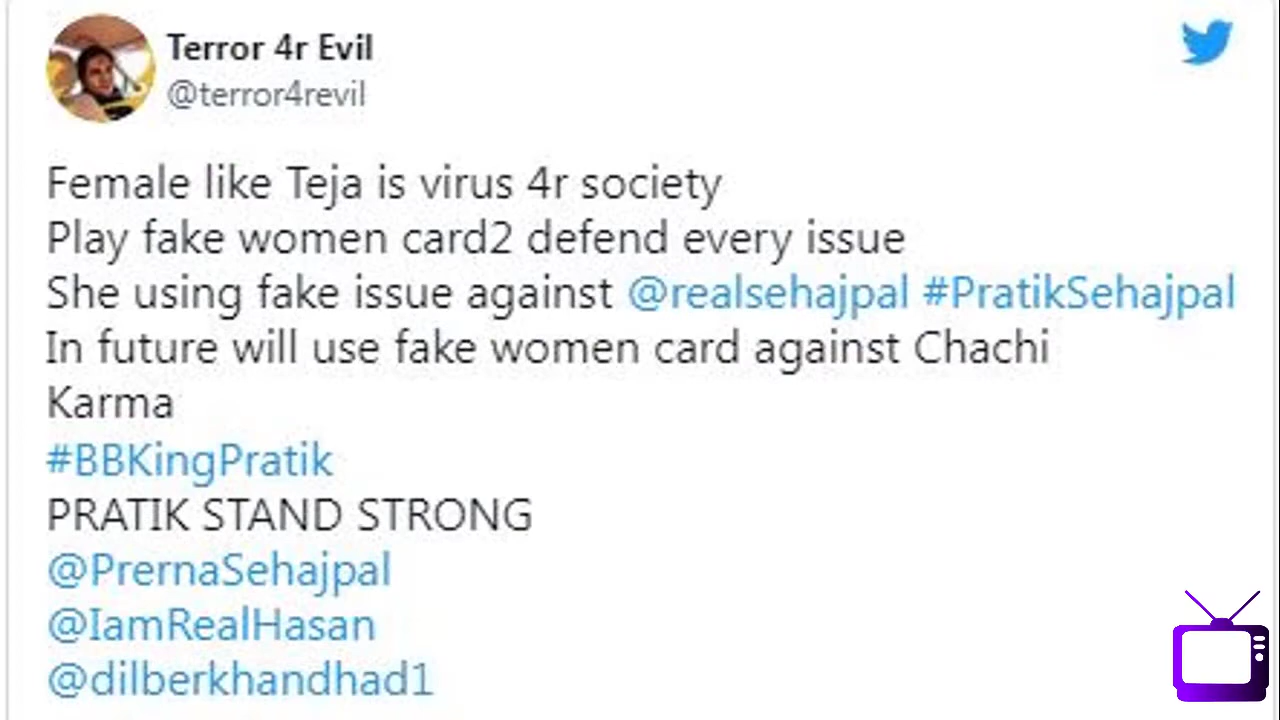 Terror 4r Evil
@terror4revil
Female like Teja is virus 4r society
Play fake women card2 defend every issue
She using fake issue against @realsehajpal #PratikSehajpal
In future will use fake women card against Chachi
Karma
#BBKingPratik
PRATIK STAND STRONG
@PrernaSehajpal
@IamRealHasan
@dilberkhandhad1